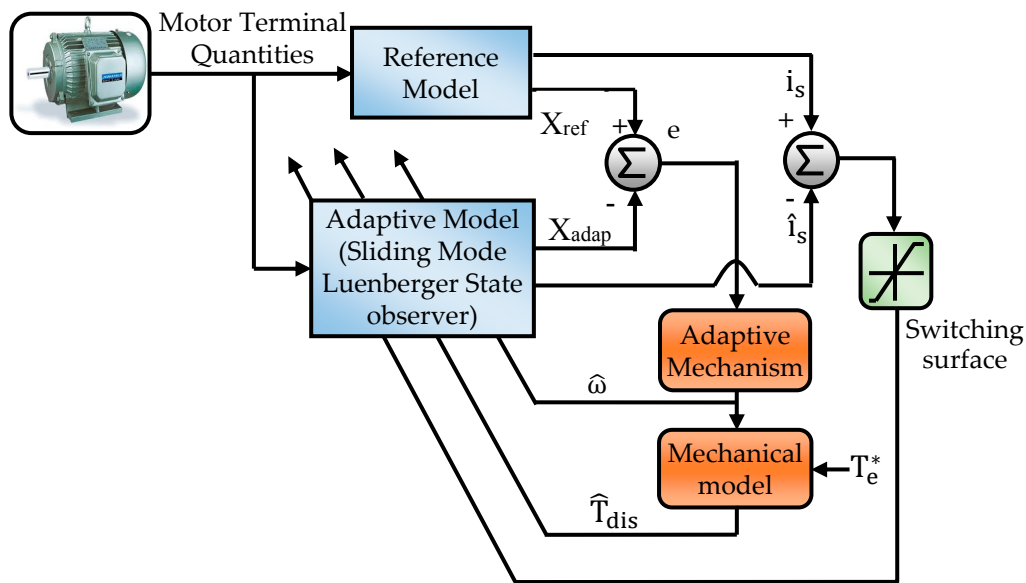 Motor Terminal
Quantities
Reference
Model
i_s
X_ref
+
e
+
Σ
Σ
-
-
Adaptive Model
(Sliding Mode
Luenberger State
observer)
X_adap
î_s
Switching
surface
Adaptive
Mechanism
ω̂
Mechanical
model
T_e^*
T̂_dis